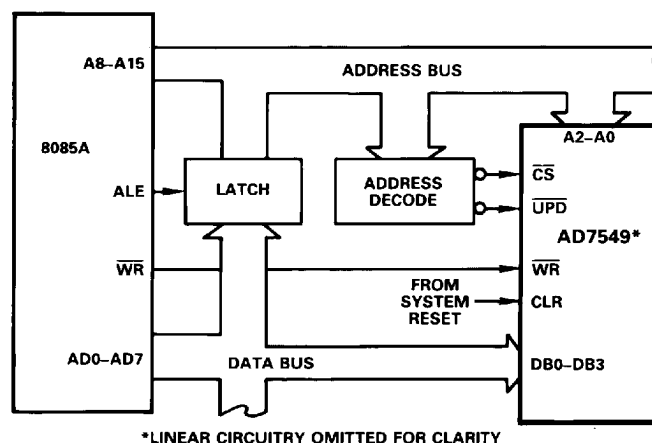 A8–A15
ADDRESS BUS
A2–A0
8085A
ALE
LATCH
ADDRESS
DECODE
CS
UPD
AD7549*
WR
WR
FROM
SYSTEM
RESET
CLR
AD0–AD7
DATA BUS
DB0–DB3
*LINEAR CIRCUITRY OMITTED FOR CLARITY